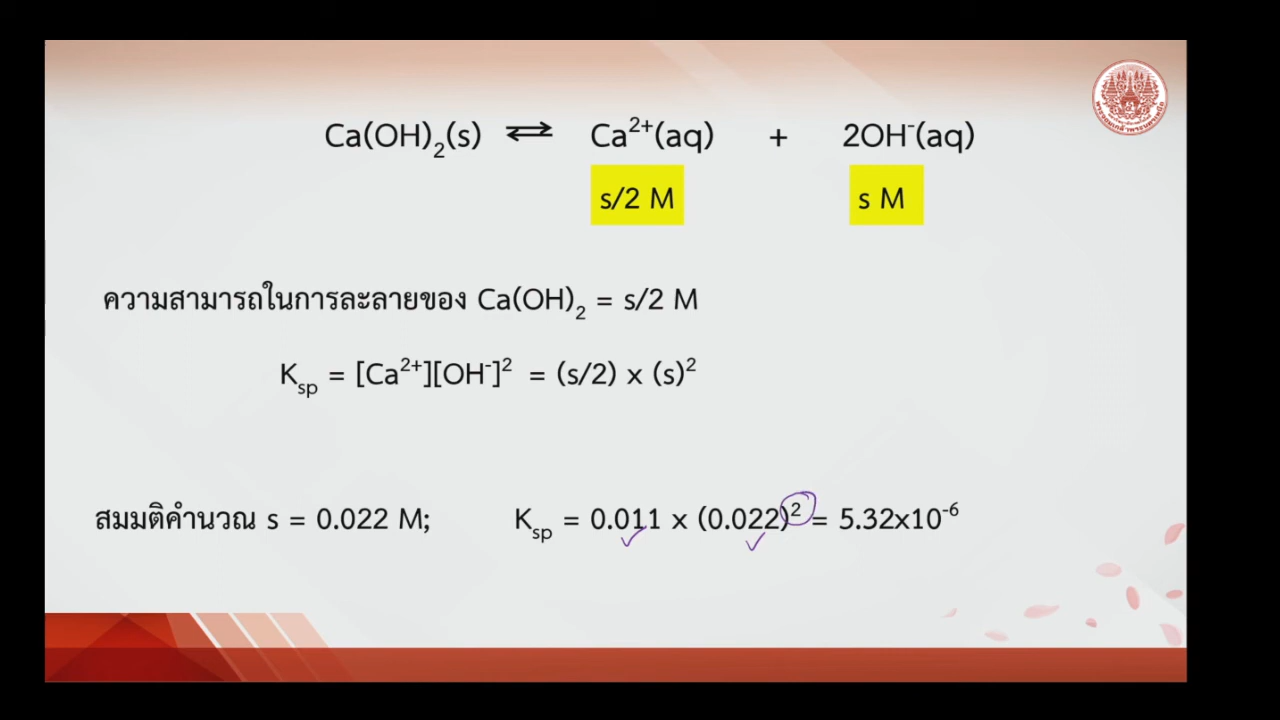 Ca(OH)₂(s) ⇌ Ca²⁺(aq) + 2OH⁻(aq)
s/2 M s M
ความสามารถในการละลายของ Ca(OH)₂ = s/2 M
Kₛₚ = [Ca²⁺][OH⁻]² = (s/2) x (s)²
สมมติคำนวณ s = 0.022 M; Kₛₚ = 0.011 x (0.022)² = 5.32x10⁻⁶